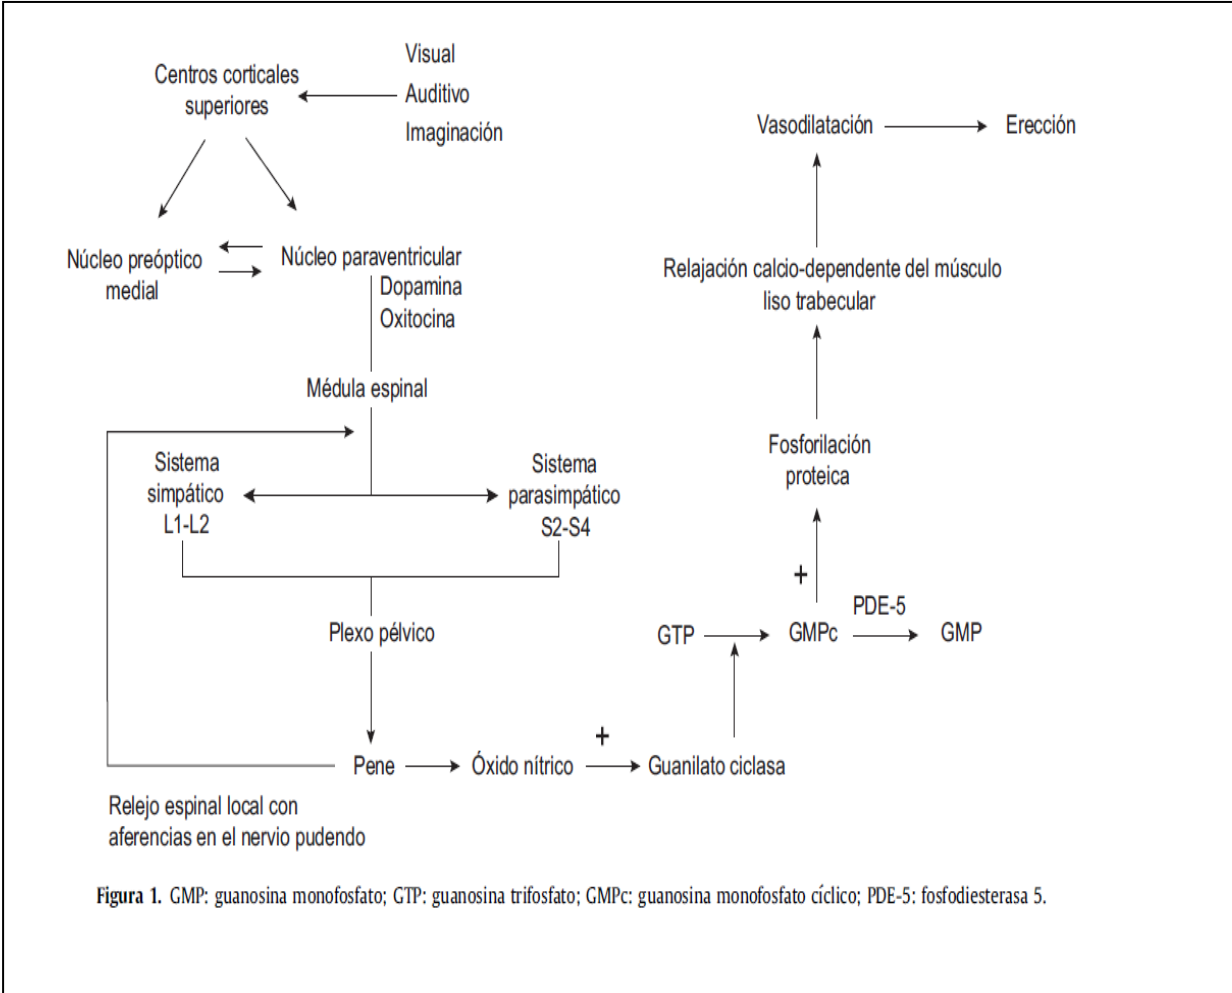 Visual
Centros corticales
superiores
Auditivo
Imaginación
Núcleo preóptico
medial
Núcleo paraventricular
Dopamina
Oxitocina
Médula espinal
Sistema
simpático
L1-L2
Sistema
parasimpático
S2-S4
Plexo pélvico
Pene
Óxido nítrico
+
Guanilato ciclasa
Relejo espinal local con
aferencias en el nervio pudendo
GTP
GMPc
PDE-5
GMP
+
Fosforilación
proteica
Relajación calcio-dependente del músculo
liso trabecular
Vasodilatación
Erección
Figura 1. GMP: guanosina monofosfato; GTP: guanosina trifosfato; GMPc: guanosina monofosfato cíclico; PDE-5: fosfodiesterasa 5.